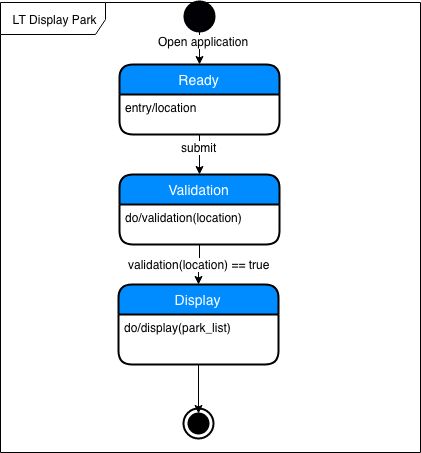 LT Display Park
Open application
Ready
entry/location
submit
Validation
do/validation(location)
validation(location) == true
Display
do/display(park_list)